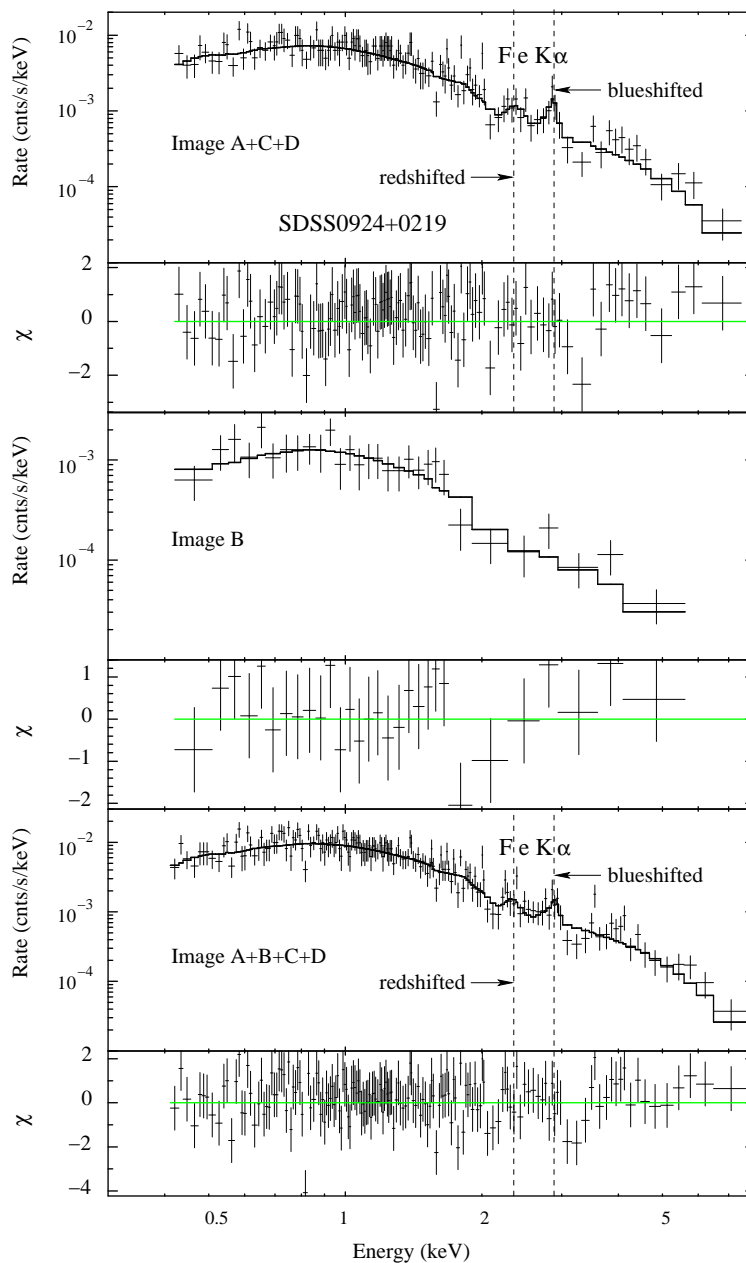 10⁻²
Fe Kα
10⁻³
blueshifted
Image A+C+D
redshifted
10⁻⁴
SDSS0924+0219
Rate (cnts/s/keV)
2
0
−2
χ
10⁻³
Image B
10⁻⁴
Rate (cnts/s/keV)
1
0
−1
−2
χ
10⁻²
Fe Kα
blueshifted
10⁻³
Image A+B+C+D
redshifted
10⁻⁴
Rate (cnts/s/keV)
2
0
−2
−4
χ
0.5 1 2 5
Energy (keV)